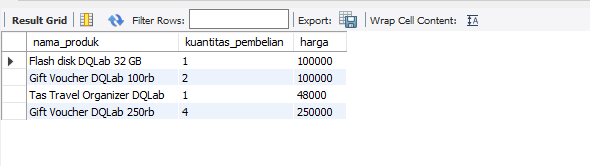 Result Grid Filter Rows: Export: Wrap Cell Content: IA
nama_produk kuantitas_pembelian harga
Flash disk DQLab 32 GB 1 100000
Gift Voucher DQLab 100rb 2 100000
Tas Travel Organizer DQLab 1 48000
Gift Voucher DQLab 250rb 4 250000